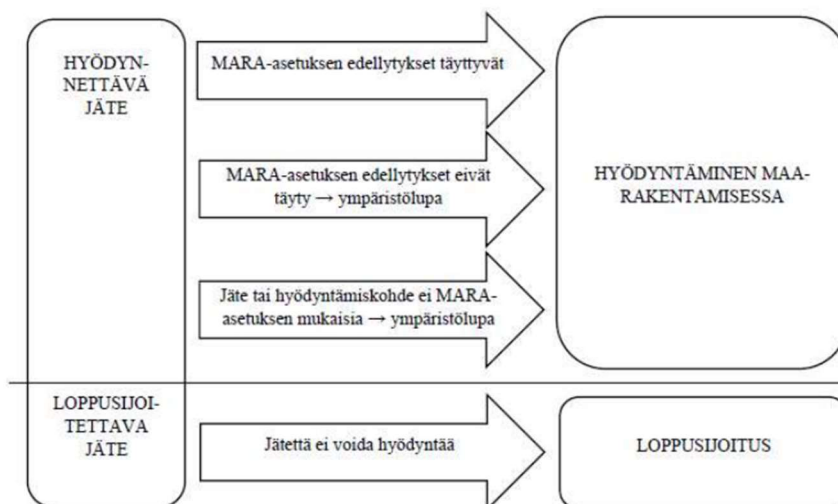 HYÖDYN-
NETTÄVÄ
JÄTE
MARA-asetuksen edellytykset täyttyvät
MARA-asetuksen edellytykset eivät
täyty → ympäristölupa
Jäte tai hyödyntämiskohde ei MARA-
asetuksen mukaisia → ympäristölupa
HYÖDYNTÄMINEN MAA-
RAKENTAMISESSA
LOPPUSIJOI-
TETTAVA
JÄTE
Jätettä ei voida hyödyntää
LOPPUSIJOITUS